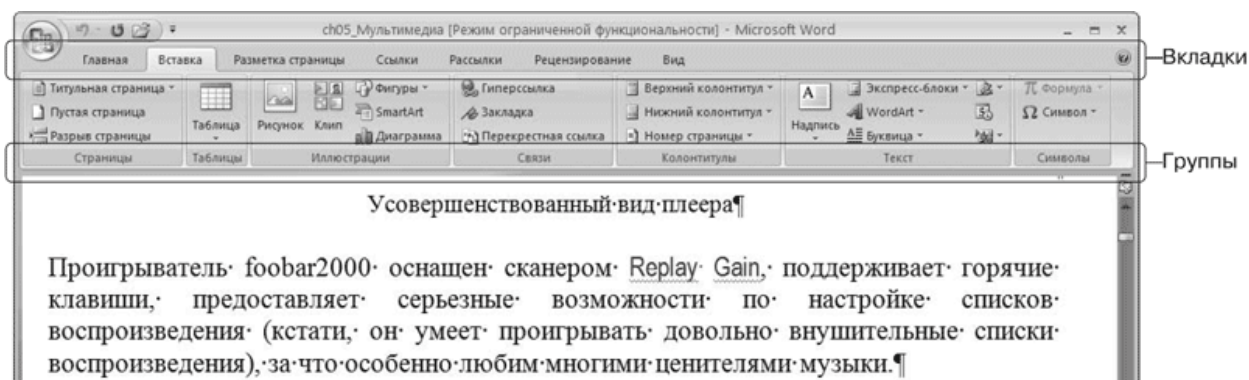 ch05_Мультимедиа [Режим ограниченной функциональности] - Microsoft Word
Главная Вставка Разметка страницы Ссылки Рассылки Рецензирование Вид
Вкладки
Титульная страница
Пустая страница
Разрыв страницы
Таблица
Рисунок
Клип
Фигуры
SmartArt
Диаграмма
Гиперссылка
Закладка
Перекрестная ссылка
Верхний колонтитул
Нижний колонтитул
Номер страницы
Надпись
Экспресс-блоки
WordArt
Буквица
Формула
Символ
Страницы Таблицы Иллюстрации Связи Колонтитулы Текст Символы
Группы
Усовершенствованный·вид·плеера¶
Проигрыватель· foobar2000· оснащен· сканером· Replay· Gain,· поддерживает· горячие·
клавиши,· предоставляет· серьезные· возможности· по· настройке· списков·
воспроизведения· (кстати,· он· умеет· проигрывать· довольно· внушительные· списки·
воспроизведения),·за·что·особенно·любим·многими·ценителями·музыки.¶